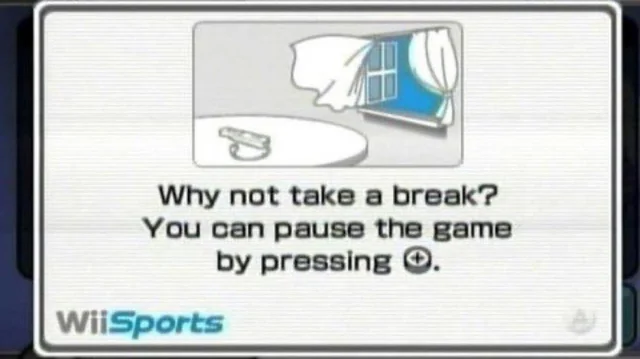 Why not take a break?
You can pause the game
by pressing ⊕.
WiiSports